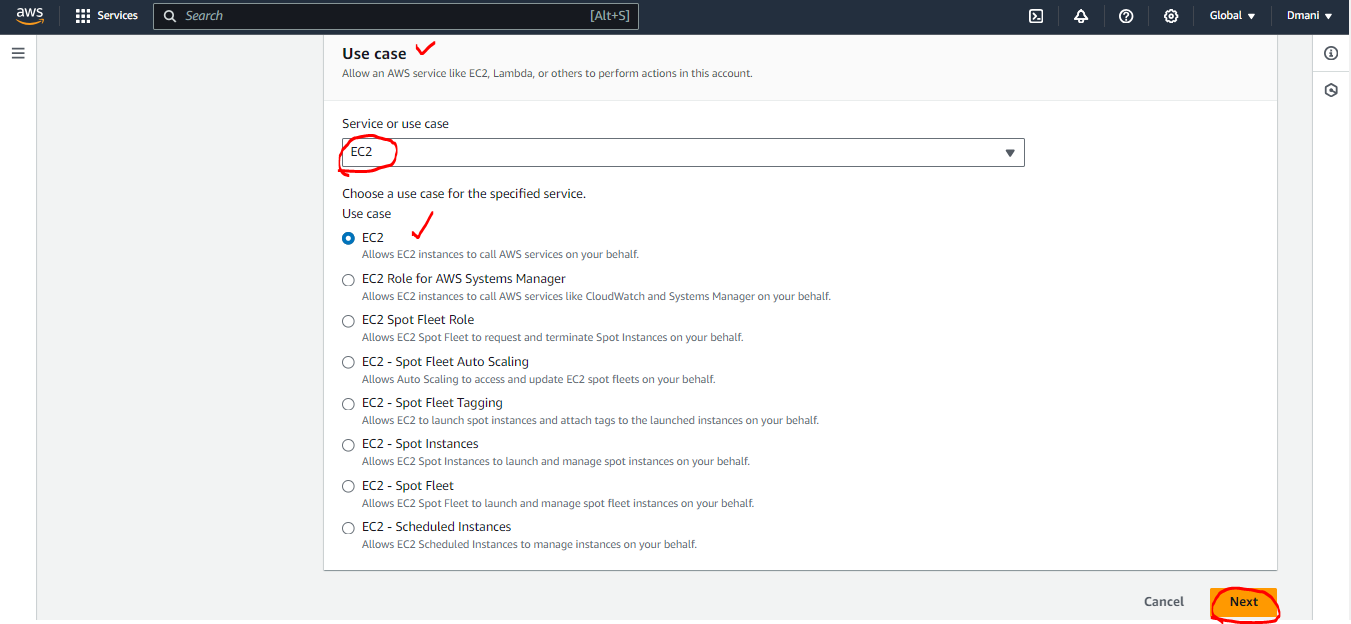 aws Services Search [Alt+S] Global Dmani
Use case
Allow an AWS service like EC2, Lambda, or others to perform actions in this account.
Service or use case
EC2
Choose a use case for the specified service.
Use case
EC2
Allows EC2 instances to call AWS services on your behalf.
EC2 Role for AWS Systems Manager
Allows EC2 instances to call AWS services like CloudWatch and Systems Manager on your behalf.
EC2 Spot Fleet Role
Allows EC2 Spot Fleet to request and terminate Spot Instances on your behalf.
EC2 - Spot Fleet Auto Scaling
Allows Auto Scaling to access and update EC2 spot fleets on your behalf.
EC2 - Spot Fleet Tagging
Allows EC2 to launch spot instances and attach tags to the launched instances on your behalf.
EC2 - Spot Instances
Allows EC2 Spot Instances to launch and manage spot instances on your behalf.
EC2 - Spot Fleet
Allows EC2 Spot Fleet to launch and manage spot fleet instances on your behalf.
EC2 - Scheduled Instances
Allows EC2 Scheduled Instances to manage instances on your behalf.
Cancel Next